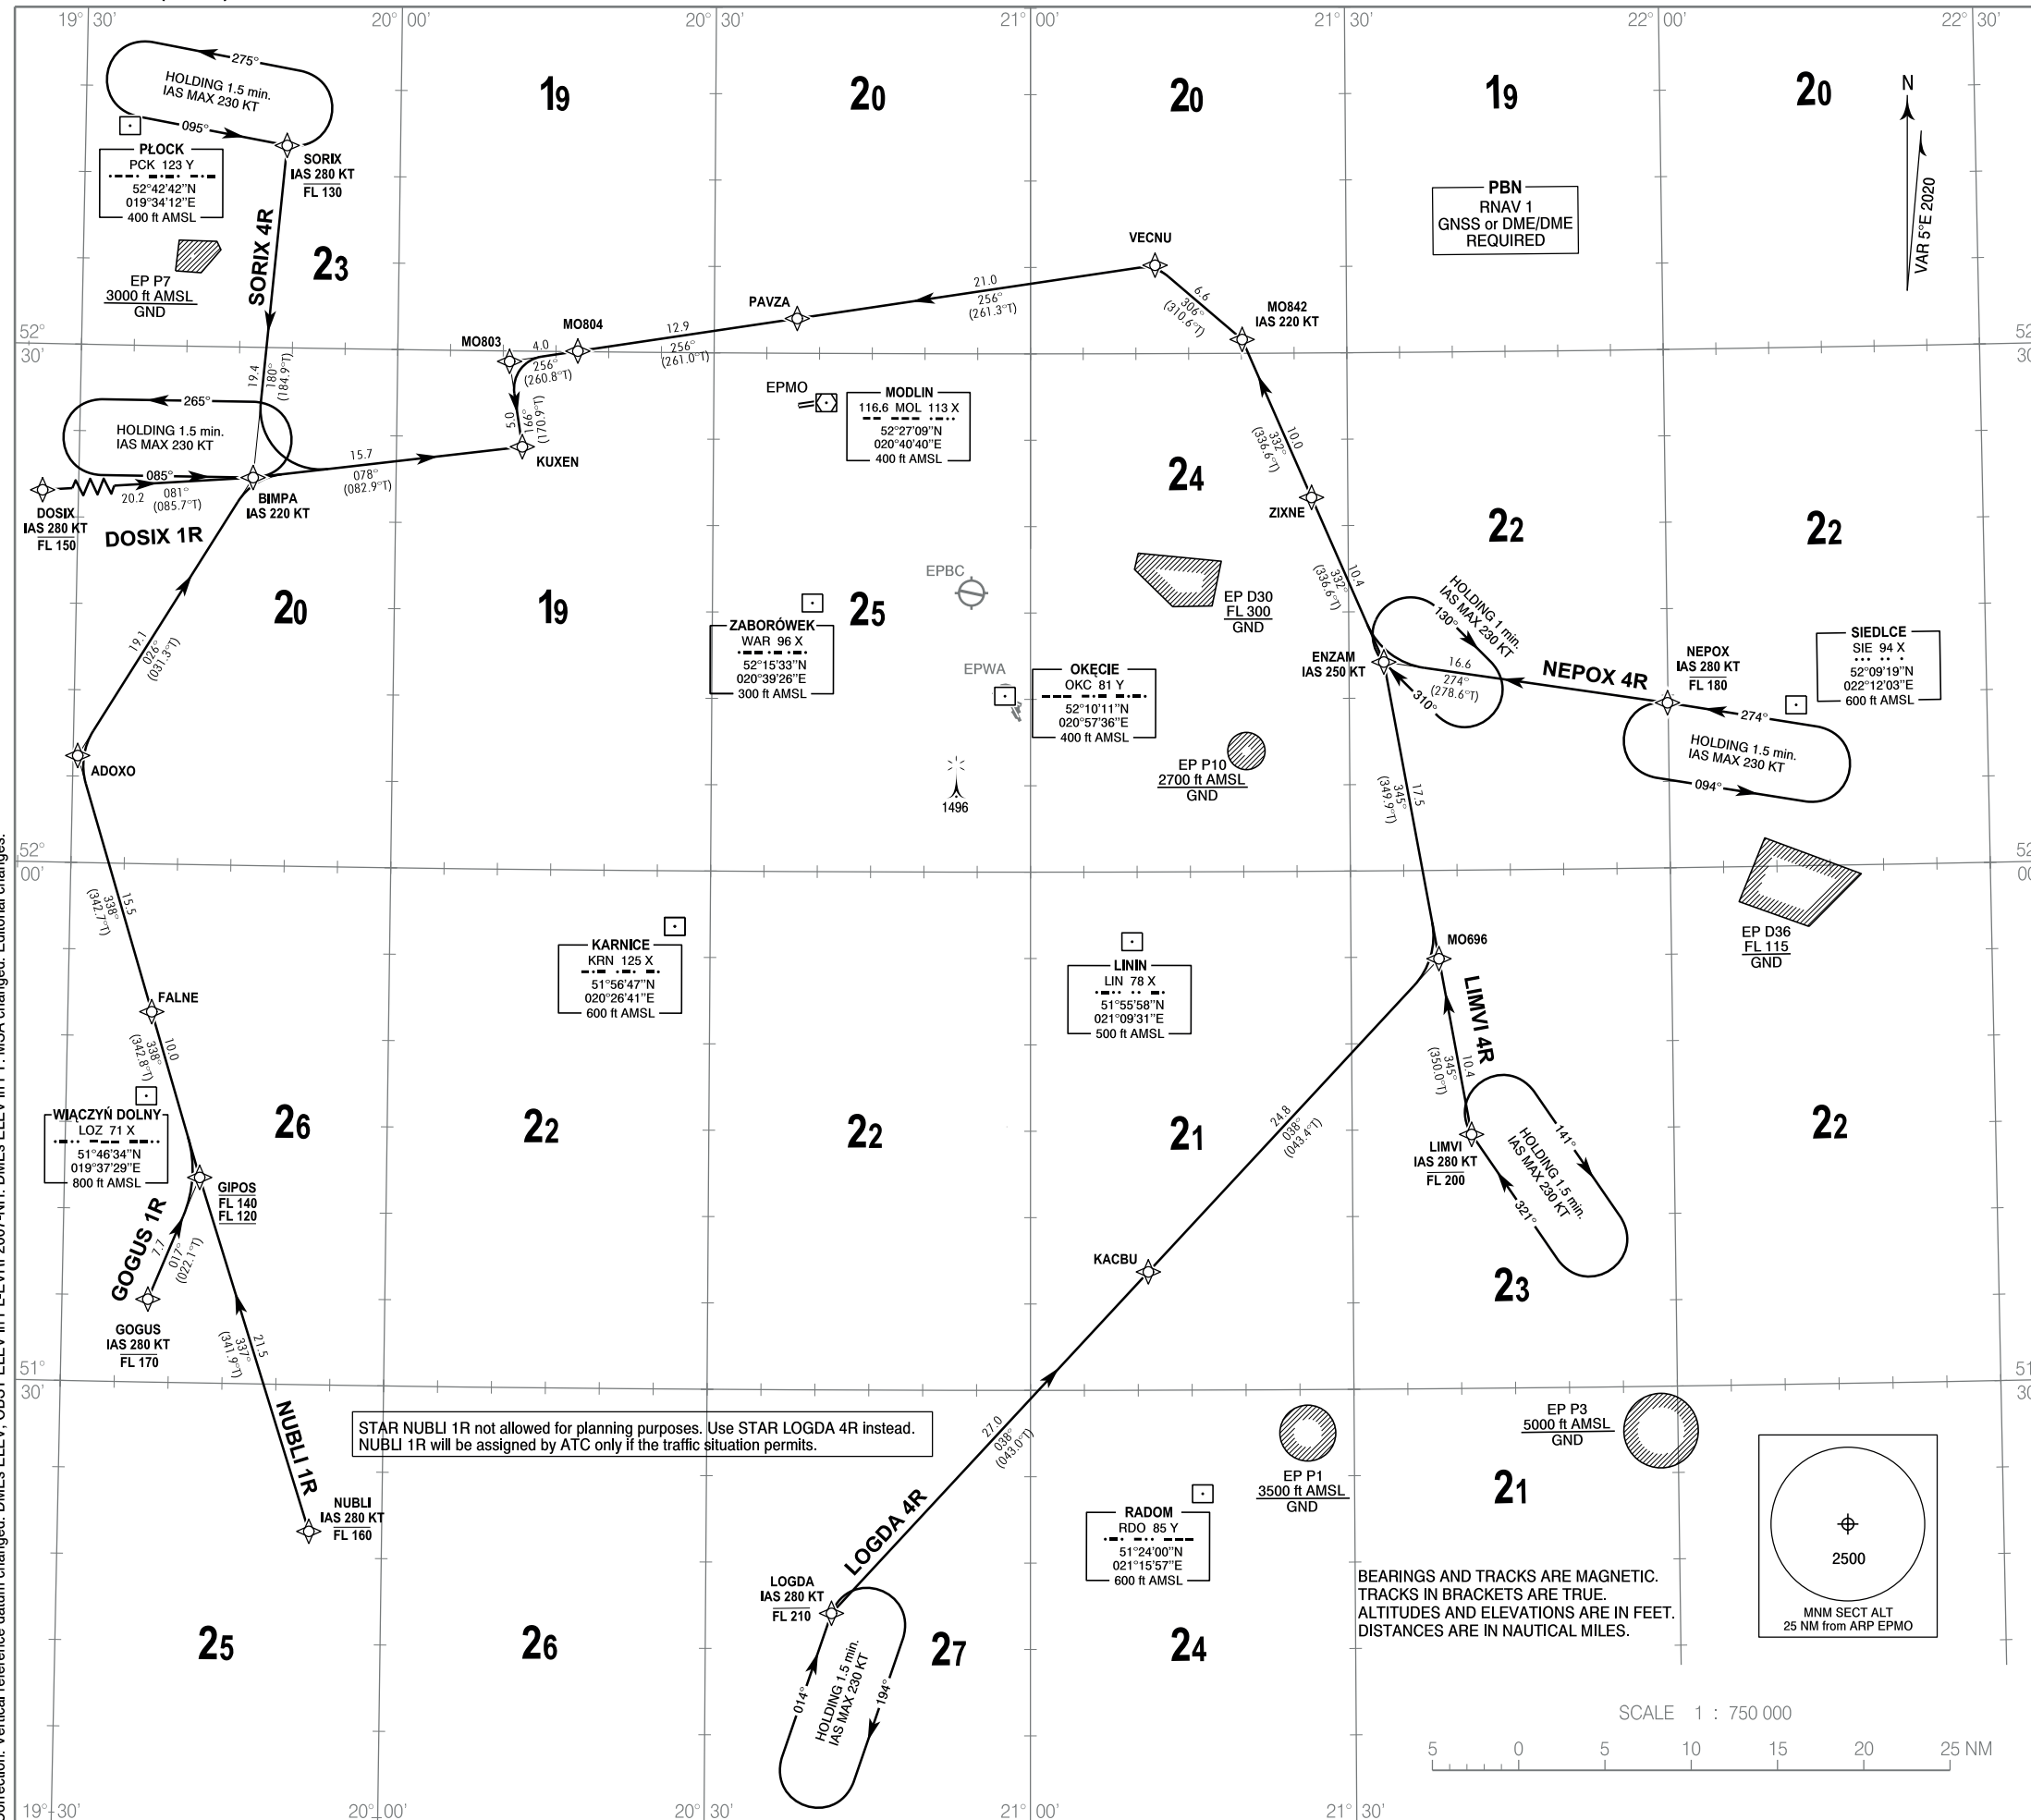 19° 30'
20° 00'
20° 30'
21° 00'
21° 30'
22° 00'
22° 30'
275°
HOLDING 1.5 min.
IAS MAX 230 KT
095°
PŁOCK
PCK 123 Y
52°42'42"N
019°34'12"E
400 ft AMSL
SORIX
IAS 280 KT
FL 130
SORIX 4R
19
20
20
19
20
N
VAR 5°E 2020
PBN
RNAV 1
GNSS or DME/DME
REQUIRED
EP P7
3000 ft AMSL
GND
23
VECNU
21.0
256°
(261.3°T)
6.6
306°
(310.6°T)
PAVZA
MO842
IAS 220 KT
52°
30'
MO803
MO804
4.0
256°
(260.8°T)
12.9
256°
(261.0°T)
19.4
180°
(184.9°T)
5.0
166°
(170.9°T)
EPMO
MODLIN
116.6 MOL 113 X
52°27'09"N
020°40'40"E
400 ft AMSL
265°
HOLDING 1.5 min.
IAS MAX 230 KT
085°
20.2
081°
(085.7°T)
DOSIX
IAS 280 KT
FL 150
DOSIX 1R
BIMPA
IAS 220 KT
15.7
078°
(082.9°T)
KUXEN
10.0
332°
(336.6°T)
24
ZIXNE
22
22
10.4
332°
(336.6°T)
20
19
25
EPBC
EP D30
FL 300
GND
ZABORÓWEK
WAR 96 X
52°15'33"N
020°39'26"E
300 ft AMSL
EPWA
OKĘCIE
OKC 81 Y
52°10'11"N
020°57'36"E
400 ft AMSL
HOLDING 1 min.
IAS MAX 230 KT
130°
310°
ENZAM
IAS 250 KT
16.6
274°
(278.6°T)
NEPOX 4R
NEPOX
IAS 280 KT
FL 180
SIEDLCE
SIE 94 X
52°09'19"N
022°12'03"E
600 ft AMSL
274°
HOLDING 1.5 min.
IAS MAX 230 KT
094°
19.1
026°
(031.3°T)
ADOXO
EP P10
2700 ft AMSL
GND
1496
17.5
345°
(349.9°T)
52°
00'
15.5
338°
(342.7°T)
EP D36
FL 115
GND
KARNICE
KRN 125 X
51°56'47"N
020°26'41"E
600 ft AMSL
LININ
LIN 78 X
51°55'58"N
021°09'31"E
500 ft AMSL
MO696
LIMVI 4R
FALNE
10.0
338°
(342.8°T)
10.4
345°
(350.0°T)
WIĄCZYŃ DOLNY
LOZ 71 X
51°46'34"N
019°37'29"E
800 ft AMSL
26
22
22
21
22
24.8
038°
(043.4°T)
LIMVI
IAS 280 KT
FL 200
141°
HOLDING 1.5 min.
IAS MAX 230 KT
321°
GIPOS
FL 140
FL 120
GOGUS 1R
7.7
017°
(022.1°T)
GOGUS
IAS 280 KT
FL 170
KACBU
23
51°
30'
21.5
337°
(341.9°T)
NUBLI 1R
NUBLI
IAS 280 KT
FL 160
STAR NUBLI 1R not allowed for planning purposes. Use STAR LOGDA 4R instead.
NUBLI 1R will be assigned by ATC only if the traffic situation permits.
27.0
038°
(043.0°T)
LOGDA 4R
EP P1
3500 ft AMSL
GND
EP P3
5000 ft AMSL
GND
21
RADOM
RDO 85 Y
51°24'00"N
021°15'57"E
600 ft AMSL
LOGDA
IAS 280 KT
FL 210
014°
HOLDING 1.5 min.
IAS MAX 230 KT
194°
25
26
27
24
BEARINGS AND TRACKS ARE MAGNETIC.
TRACKS IN BRACKETS ARE TRUE.
ALTITUDES AND ELEVATIONS ARE IN FEET.
DISTANCES ARE IN NAUTICAL MILES.
2500
MNM SECT ALT
25 NM from ARP EPMO
SCALE 1 : 750 000
5 0 5 10 15 20 25 NM
19° 30'
20° 00'
20° 30'
21° 00'
21° 30'